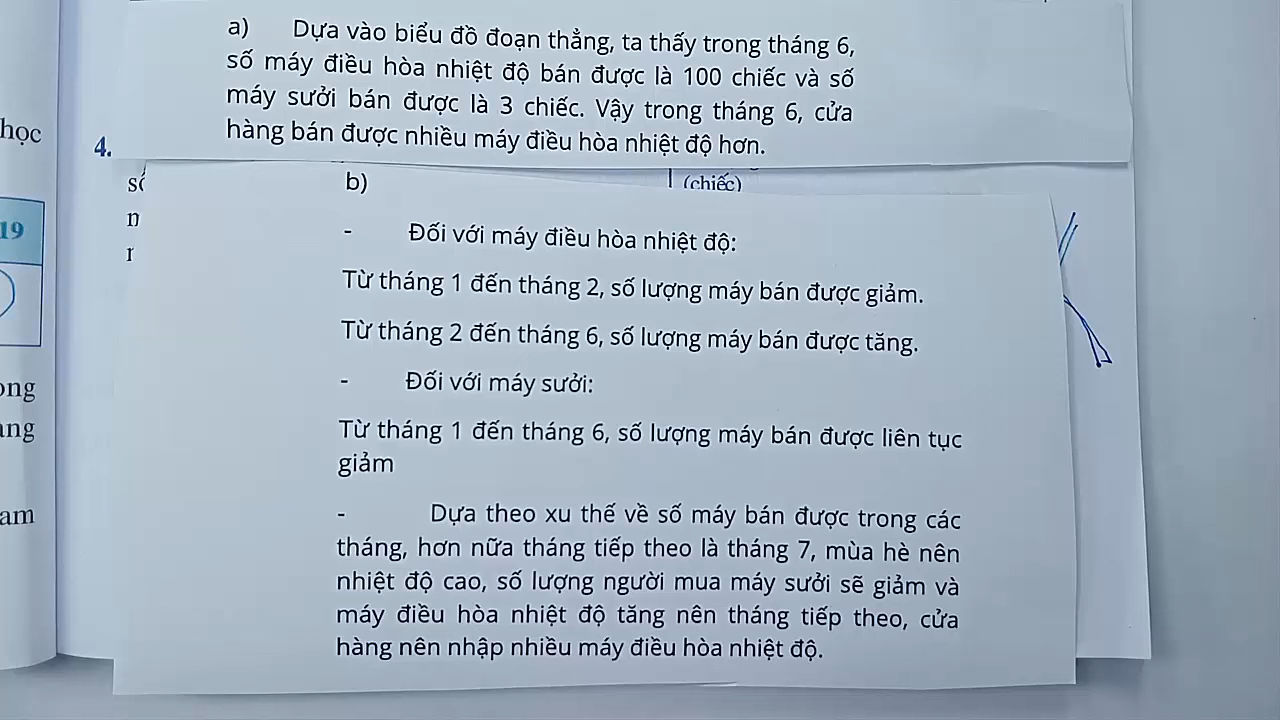 a) Dựa vào biểu đồ đoạn thẳng, ta thấy trong tháng 6,
số máy điều hòa nhiệt độ bán được là 100 chiếc và số
máy sưởi bán được là 3 chiếc. Vậy trong tháng 6, cửa
hàng bán được nhiều máy điều hòa nhiệt độ hơn.
học
4.
19
(chiếc)
b)
- Đối với máy điều hòa nhiệt độ:
Từ tháng 1 đến tháng 2, số lượng máy bán được giảm.
Từ tháng 2 đến tháng 6, số lượng máy bán được tăng.
- Đối với máy sưởi:
Từ tháng 1 đến tháng 6, số lượng máy bán được liên tục
giảm
- Dựa theo xu thế về số máy bán được trong các
tháng, hơn nữa tháng tiếp theo là tháng 7, mùa hè nên
nhiệt độ cao, số lượng người mua máy sưởi sẽ giảm và
máy điều hòa nhiệt độ tăng nên tháng tiếp theo, cửa
hàng nên nhập nhiều máy điều hòa nhiệt độ.